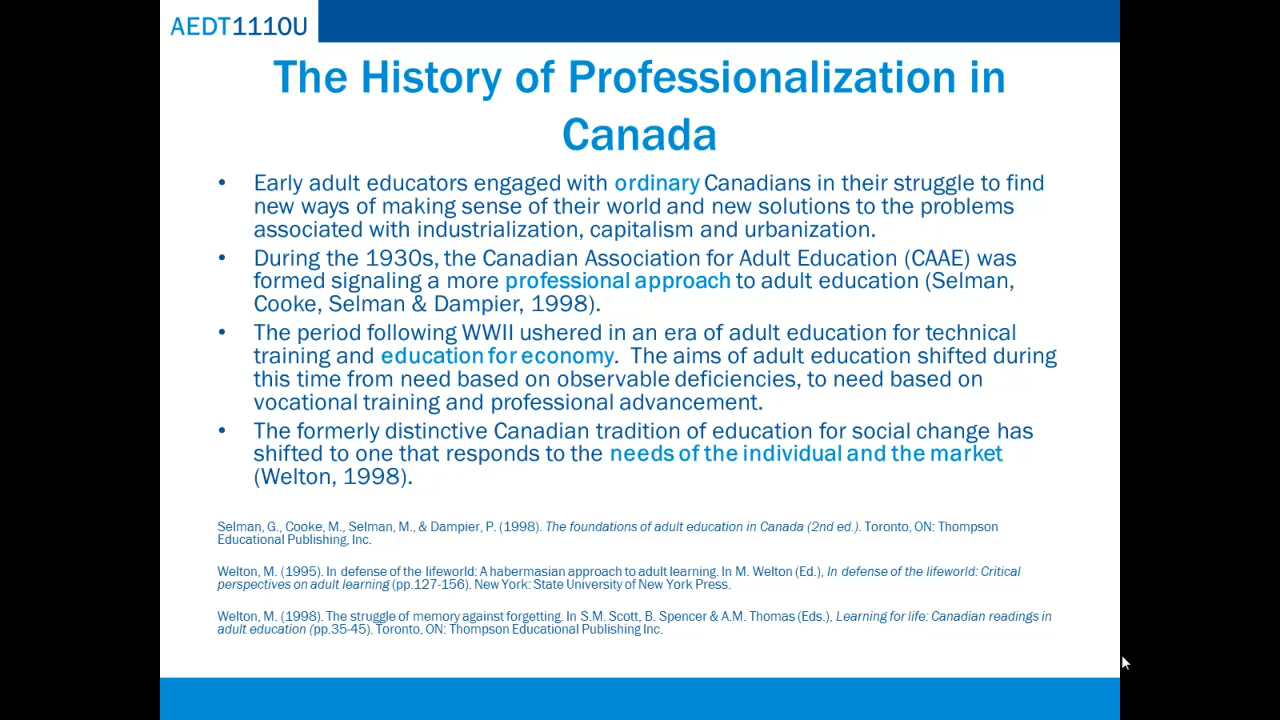 AEDT1110U
The History of Professionalization in
Canada
• Early adult educators engaged with ordinary Canadians in their struggle to find
new ways of making sense of their world and new solutions to the problems
associated with industrialization, capitalism and urbanization.
• During the 1930s, the Canadian Association for Adult Education (CAAE) was
formed signaling a more professional approach to adult education (Selman,
Cooke, Selman & Dampier, 1998).
• The period following WWII ushered in an era of adult education for technical
training and education for economy. The aims of adult education shifted during
this time from need based on observable deficiencies, to need based on
vocational training and professional advancement.
• The formerly distinctive Canadian tradition of education for social change has
shifted to one that responds to the needs of the individual and the market
(Welton, 1998).
Selman, G., Cooke, M., Selman, M., & Dampier, P. (1998). The foundations of adult education in Canada (2nd ed.). Toronto, ON: Thompson
Educational Publishing, Inc.
Welton, M. (1995). In defense of the lifeworld: A habermasian approach to adult learning. In M. Welton (Ed.), In defense of the lifeworld: Critical
perspectives on adult learning (pp.127-156). New York: State University of New York Press.
Welton, M. (1998). The struggle of memory against forgetting. In S.M. Scott, B. Spencer & A.M. Thomas (Eds.), Learning for life: Canadian readings in
adult education (pp.35-45). Toronto, ON: Thompson Educational Publishing Inc.